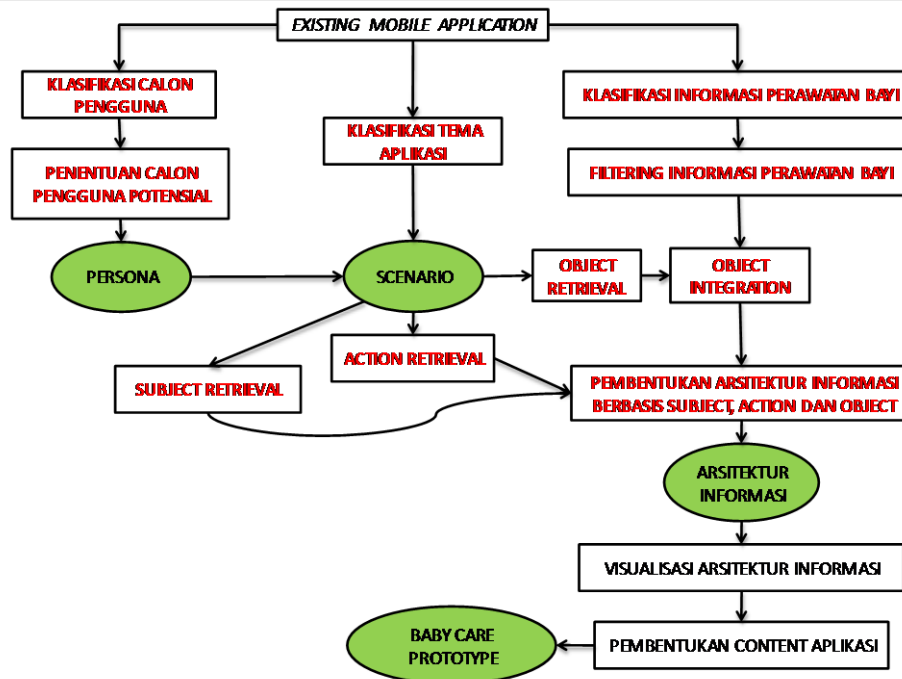 EXISTING MOBILE APPLICATION
KLASIFIKASI CALON
PENGGUNA
KLASIFIKASI TEMA
APLIKASI
KLASIFIKASI INFORMASI PERAWATAN BAYI
PENENTUAN CALON
PENGGUNA POTENSIAL
FILTERING INFORMASI PERAWATAN BAYI
PERSONA
SCENARIO
OBJECT
RETRIEVAL
OBJECT
INTEGRATION
SUBJECT RETRIEVAL
ACTION RETRIEVAL
PEMBENTUKAN ARSITEKTUR INFORMASI
BERBASIS SUBJECT, ACTION DAN OBJECT
ARSITEKTUR
INFORMASI
VISUALISASI ARSITEKTUR INFORMASI
PEMBENTUKAN CONTENT APLIKASI
BABY CARE
PROTOTYPE